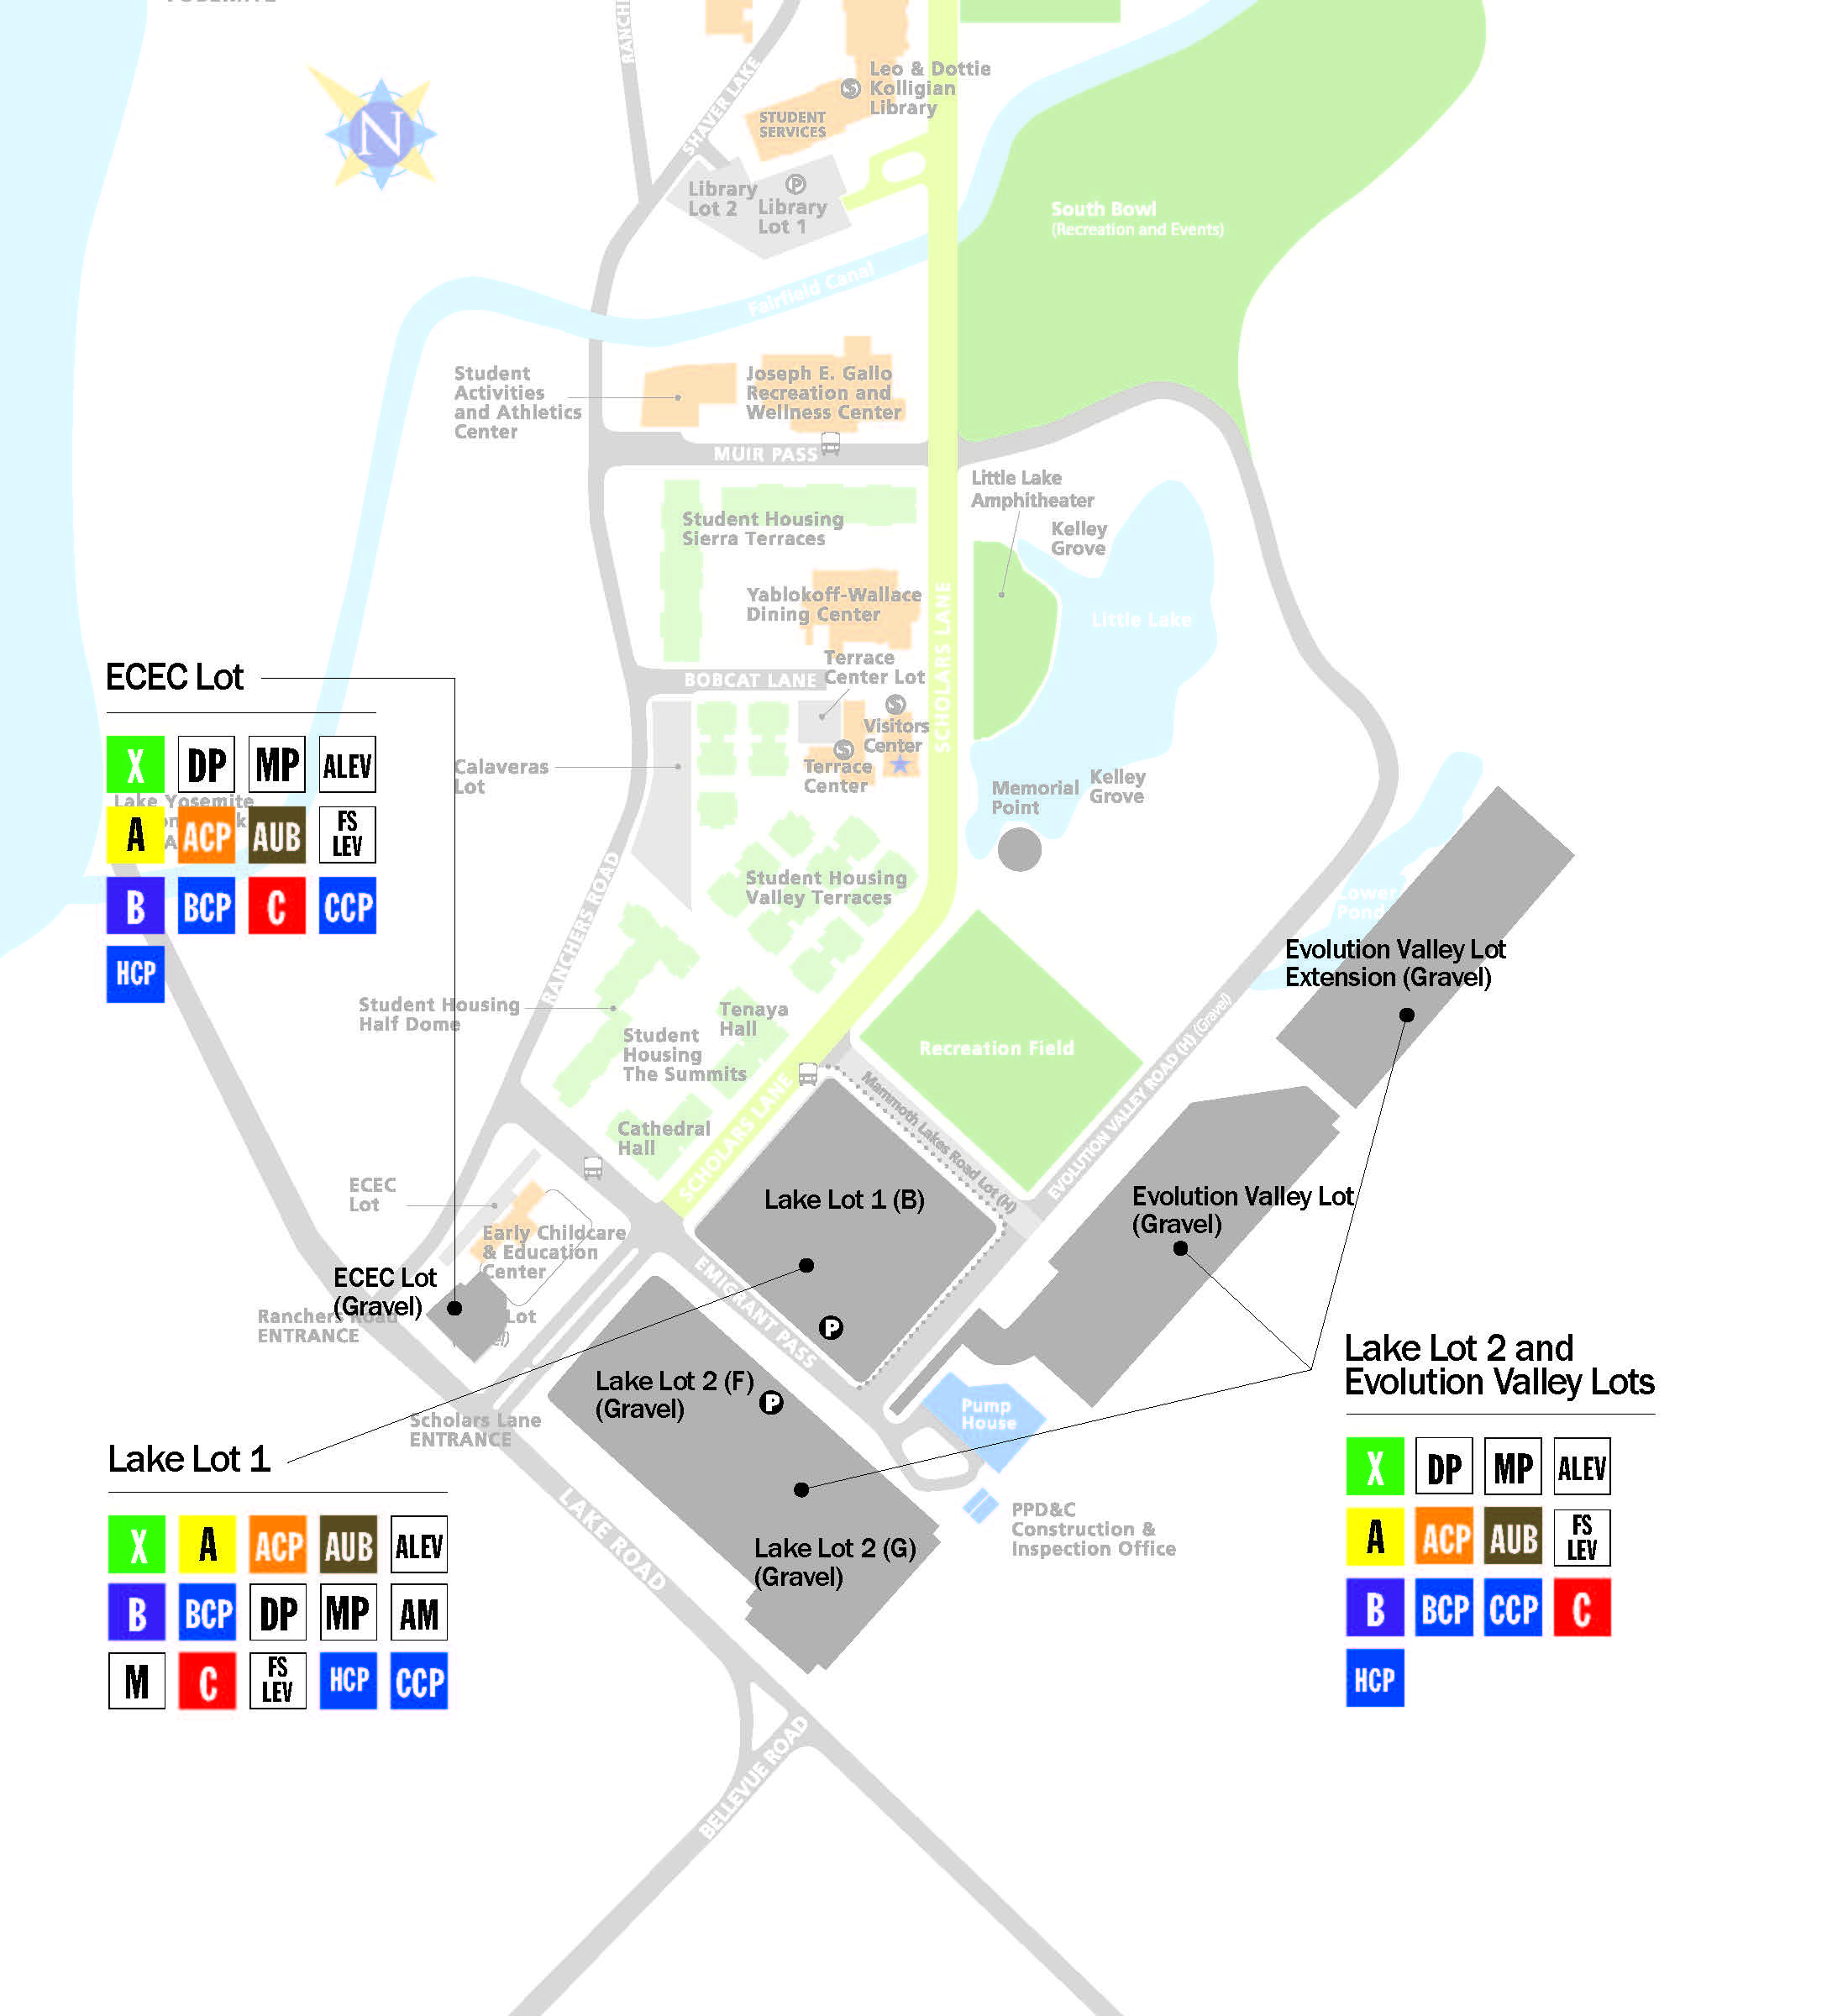 RANCH
SHAVER LAKE
N
Leo & Dottie
Kolligian
Library
S
STUDENT
SERVICES
Library
Lot 2
P
Library
Lot 1
South Bowl
(Recreation and Events)
Fairfield Canal
Student
Activities
and Athletics
Center
Joseph E. Gallo
Recreation and
Wellness Center
MUIR PASS
Little Lake
Amphitheater
Kelley
Grove
Student Housing
Sierra Terraces
Yablokoff-Wallace
Dining Center
SCHOLARS LANE
Little Lake
BOBCAT LANE
Terrace
Center Lot
S
Visitors
Center
S
Terrace
Center
Calaveras
Lot
Memorial
Point
Kelley
Grove
ECEC Lot
X DP MP ALEV
Lake Yosemite
A ACP AUB FS
LEV
B BCP C CCP
HCP
Student Housing
Valley Terraces
RANCHERS ROAD
Lower
Pond
Evolution Valley Lot
Extension (Gravel)
Student Housing
Half Dome
Tenaya
Hall
Student
Housing
The Summits
Recreation Field
EVOLUTION VALLEY ROAD (H) (Gravel)
Mammoth Lakes Road Lot (H)
Cathedral
Hall
SCHOLARS LANE
ECEC
Lot
Early Childcare
& Education
Center
Lake Lot 1 (B)
Evolution Valley Lot
(Gravel)
ECEC Lot
(Gravel)
Ranchers Road
ENTRANCE
Lot
EMIGRANT PASS
P
Lake Lot 2 (F)
(Gravel)
P
Pump
House
Scholars Lane
ENTRANCE
LAKE ROAD
PPD&C
Construction &
Inspection Office
Lake Lot 2 (G)
(Gravel)
BELLEVUE ROAD
Lake Lot 1
X A ACP AUB ALEV
B BCP DP MP AM
M C FS
LEV HCP CCP
Lake Lot 2 and
Evolution Valley Lots
X DP MP ALEV
A ACP AUB FS
LEV
B BCP CCP C
HCP